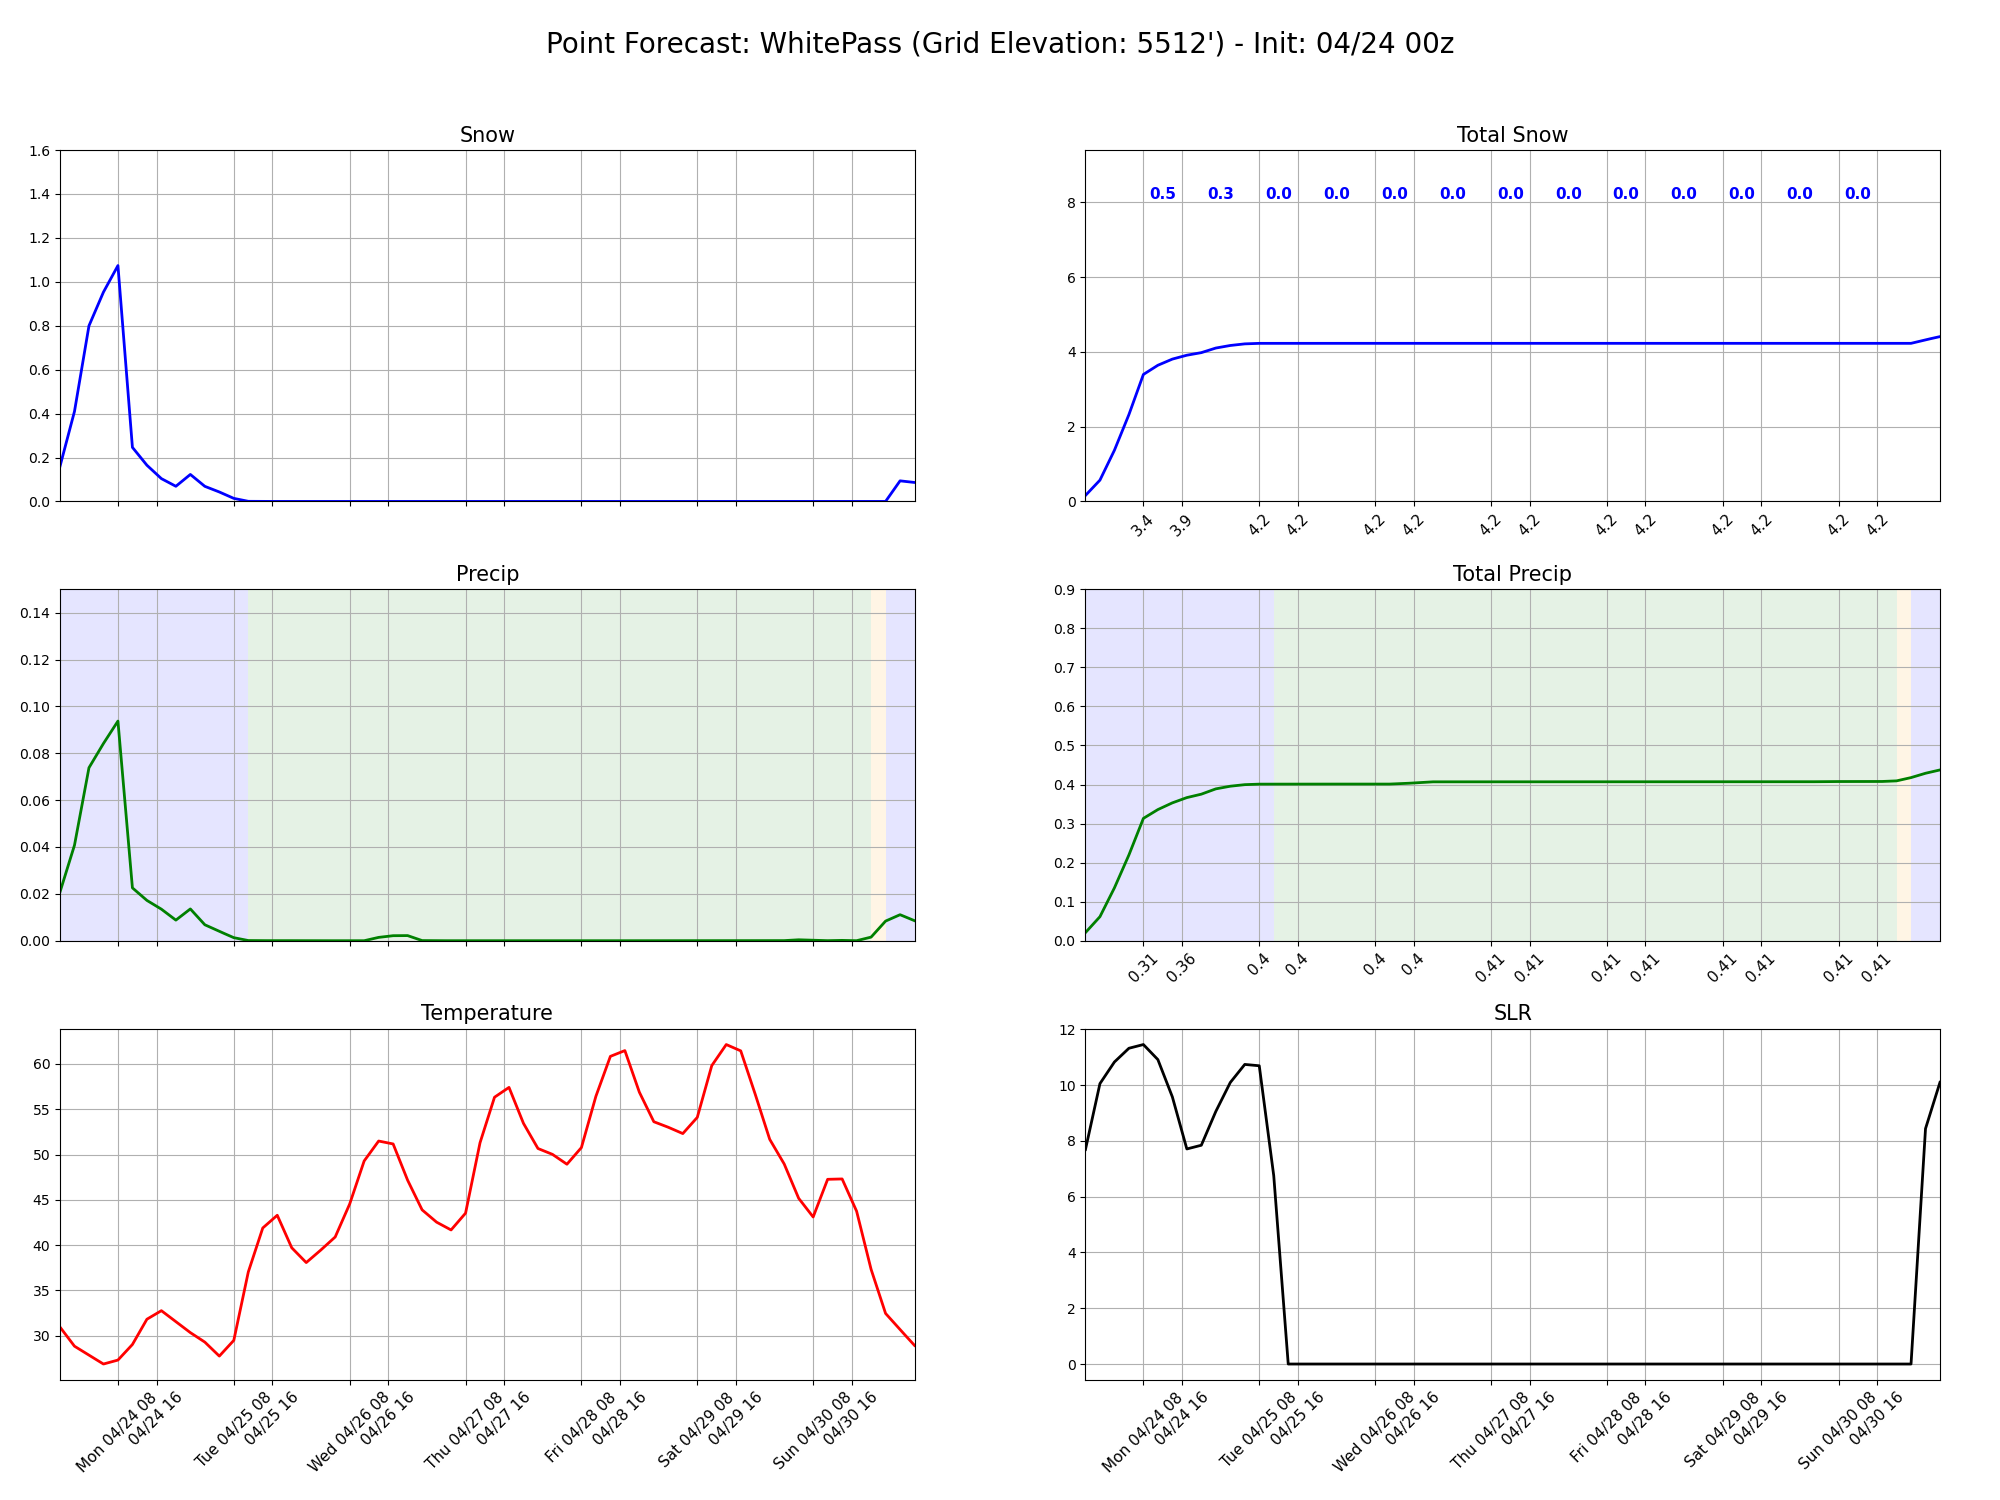 Point Forecast: WhitePass (Grid Elevation: 5512') - Init: 04/24 00z
Snow
1.6
1.4
1.2
1.0
0.8
0.6
0.4
0.2
0.0
Total Snow
0.5 0.3 0.0 0.0 0.0 0.0 0.0 0.0 0.0 0.0 0.0 0.0 0.0
8
6
4
2
0
3.4 3.9 4.2 4.2 4.2 4.2 4.2 4.2 4.2 4.2 4.2 4.2 4.2 4.2
Precip
0.14
0.12
0.10
0.08
0.06
0.04
0.02
0.00
Total Precip
0.9
0.8
0.7
0.6
0.5
0.4
0.3
0.2
0.1
0.0
0.31 0.36 0.4 0.4 0.4 0.4 0.41 0.41 0.41 0.41 0.41 0.41 0.41 0.41
Temperature
60
55
50
45
40
35
30
Mon 04/24 08
04/24 16
Tue 04/25 08
04/25 16
Wed 04/26 08
04/26 16
Thu 04/27 08
04/27 16
Fri 04/28 08
04/28 16
Sat 04/29 08
04/29 16
Sun 04/30 08
04/30 16
SLR
12
10
8
6
4
2
0
Mon 04/24 08
04/24 16
Tue 04/25 08
04/25 16
Wed 04/26 08
04/26 16
Thu 04/27 08
04/27 16
Fri 04/28 08
04/28 16
Sat 04/29 08
04/29 16
Sun 04/30 08
04/30 16